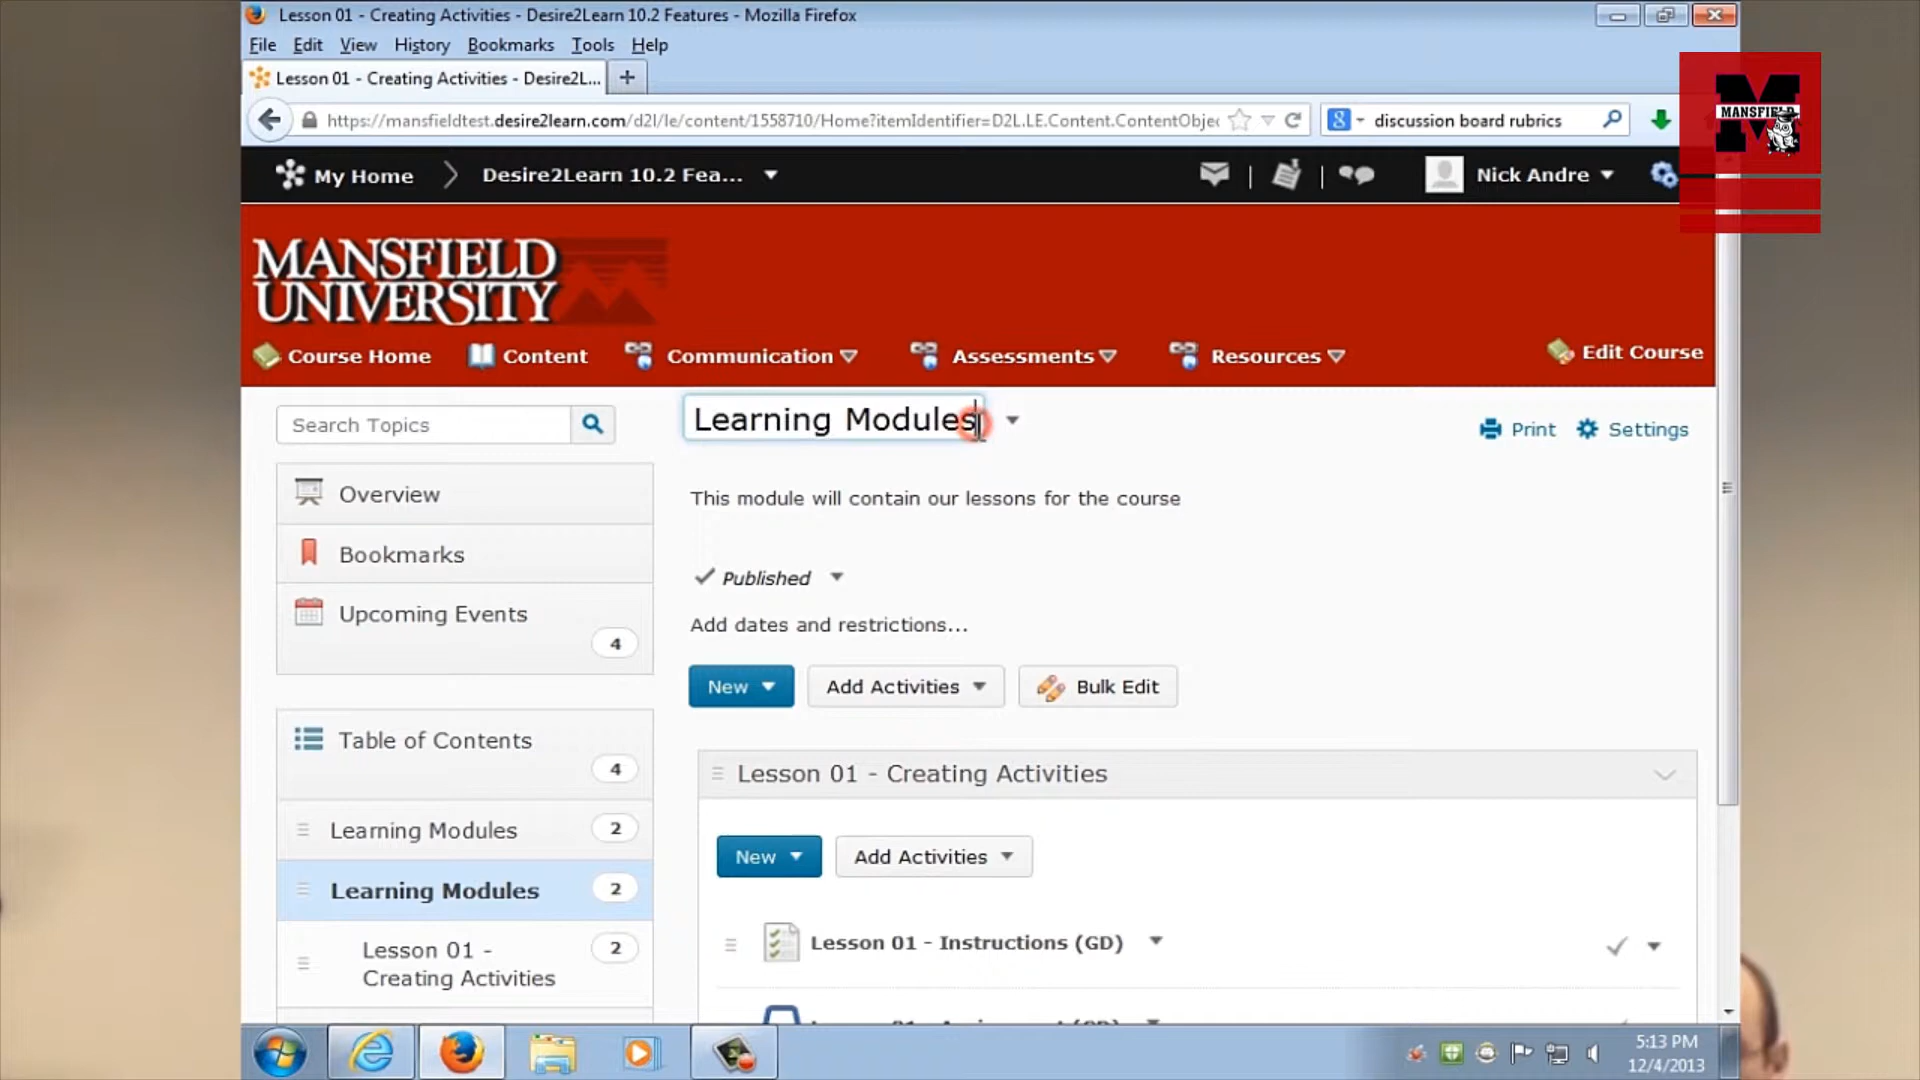 Lesson 01 - Creating Activities - Desire2Learn 10.2 Features - Mozilla Firefox
File Edit View History Bookmarks Tools Help
Lesson 01 - Creating Activities - Desire2L...
https://mansfieldtest.desire2learn.com/d2l/le/content/1558710/Home?itemIdentifier=D2L.LE.Content.ContentObjec
discussion board rubrics
MANSFIELD
My Home
Desire2Learn 10.2 Fea...
Nick Andre
MANSFIELD
UNIVERSITY
Course Home
Content
Communication
Assessments
Resources
Edit Course
Search Topics
Learning Modules
Print
Settings
Overview
This module will contain our lessons for the course
Bookmarks
Published
Upcoming Events
4
Add dates and restrictions...
New
Add Activities
Bulk Edit
Table of Contents
4
Lesson 01 - Creating Activities
Learning Modules 2
New
Add Activities
Learning Modules 2
Lesson 01 - 2
Creating Activities
Lesson 01 - Instructions (GD)
5:13 PM
12/4/2013